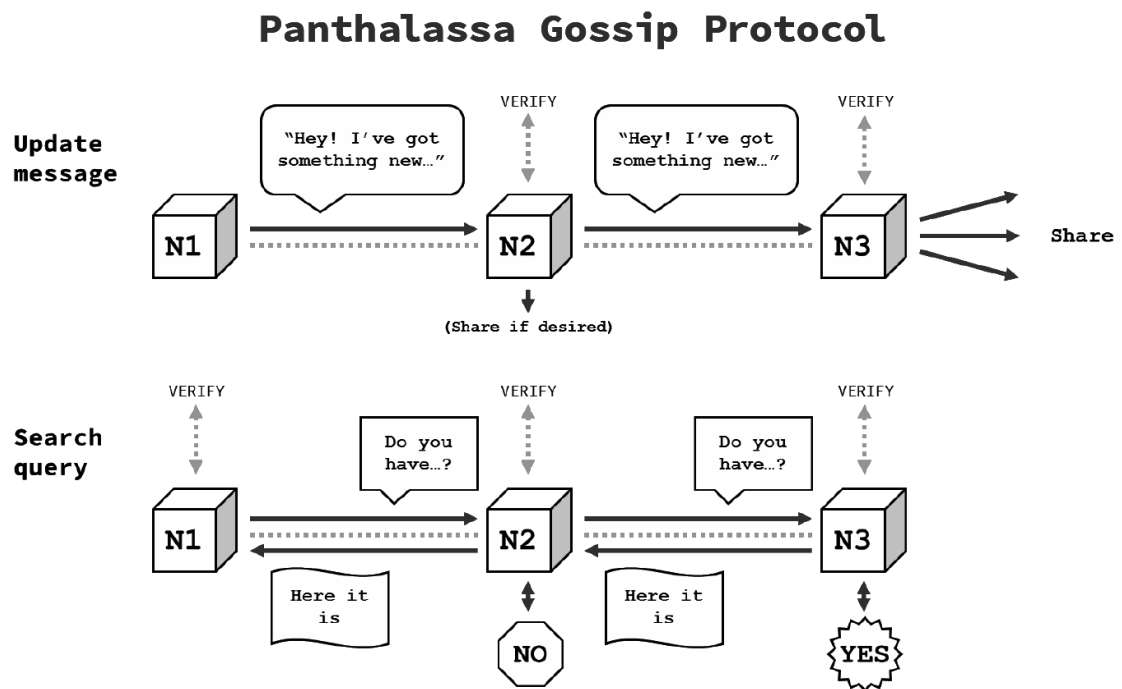 Panthalassa Gossip Protocol
Update
message
VERIFY
VERIFY
“Hey! I’ve got
something new…”
“Hey! I’ve got
something new…”
N1
N2
N3
Share
(Share if desired)
Search
query
VERIFY
VERIFY
VERIFY
Do you
have…?
Do you
have…?
N1
N2
N3
Here it
is
Here it
is
NO
YES